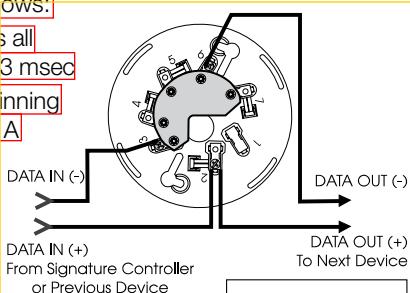 ows:
s all
3 msec
inning
A
5
6
4
7
3
1
2
DATA IN (-)
DATA OUT (-)
DATA IN (+)
From Signature Controller
or Previous Device
DATA OUT (+)
To Next Device